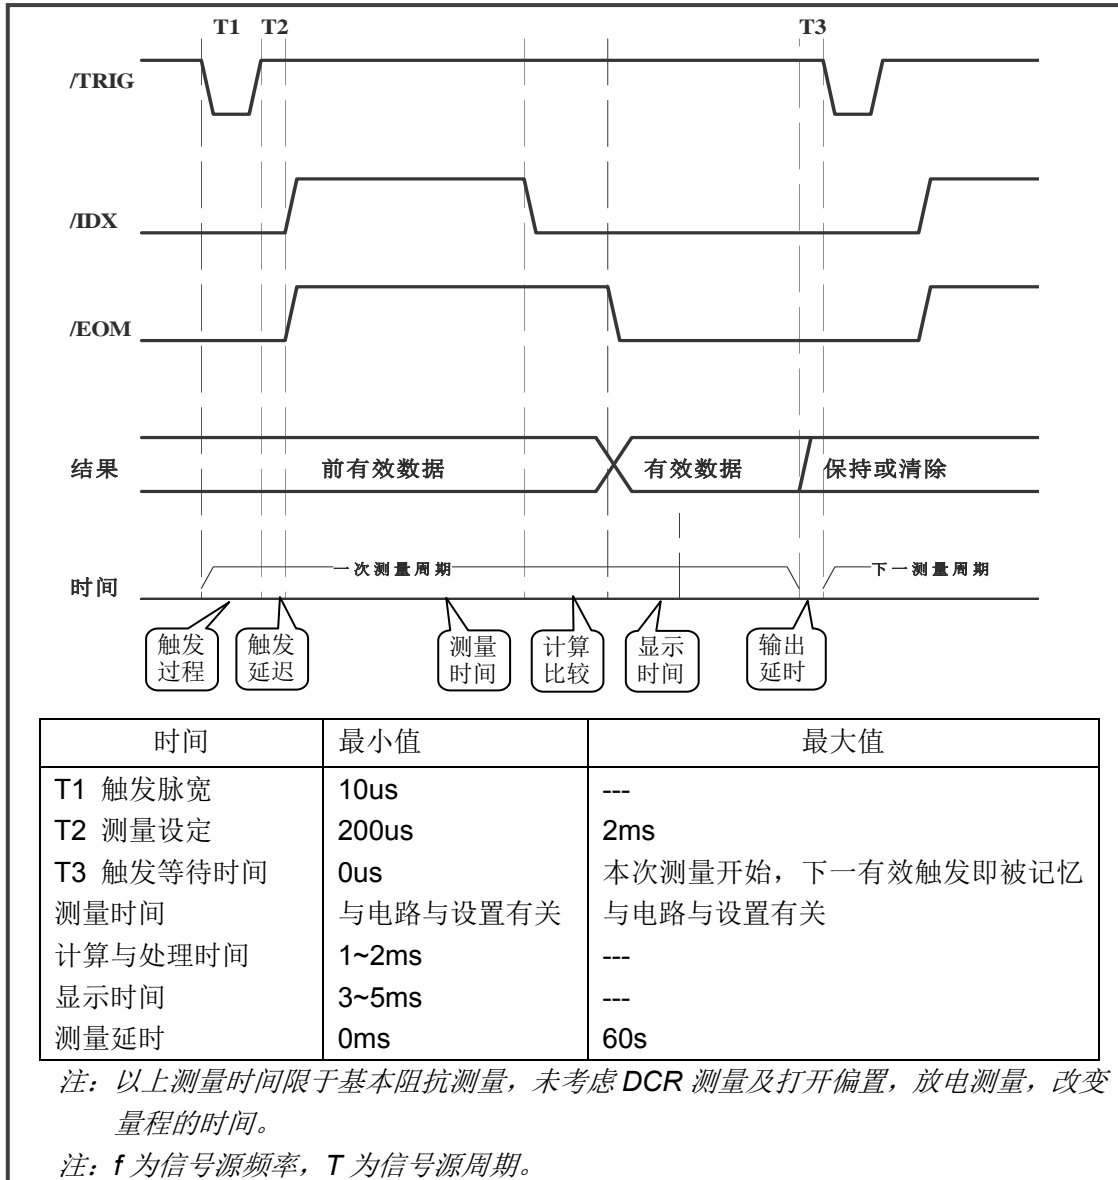 T1 T2 T3
/TRIG
/IDX
/EOM
结果 前有效数据 有效数据 保持或清除
时间 一次测量周期 下一测量周期
触发过程 触发延迟 测量时间 计算比较 显示时间 输出延时
时间 最小值 最大值
T1 触发脉宽 10us ---
T2 测量设定 200us 2ms
T3 触发等待时间 0us 本次测量开始，下一有效触发即被记忆
测量时间 与电路与设置有关 与电路与设置有关
计算与处理时间 1~2ms ---
显示时间 3~5ms ---
测量延时 0ms 60s
注：以上测量时间限于基本阻抗测量，未考虑 DCR 测量及打开偏置，放电测量，改变
量程的时间。
注：f 为信号源频率，T 为信号源周期。